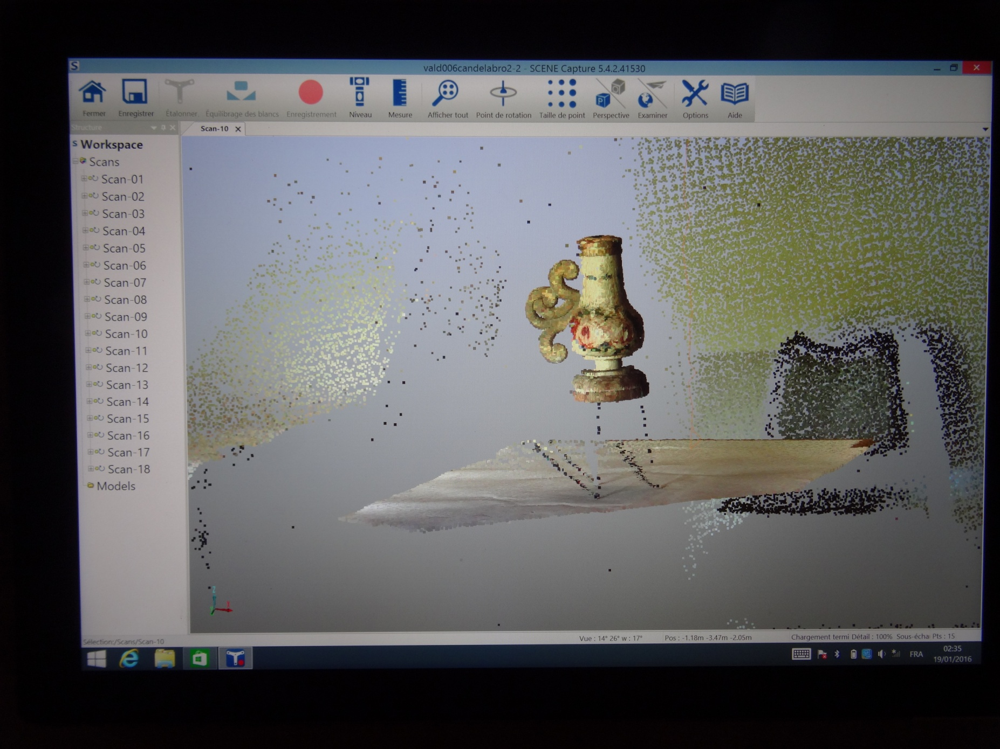 vald006candelabro2-2 - SCENE Capture 5.4.2.41530
Fermer Enregistrer Étalonner Équilibrage des blancs Enregistrement Niveau Mesure Afficher tout Point de rotation Taille de point Perspective Examiner Options Aide
Structure
Scan-10
Workspace
Scans
Scan-01
Scan-02
Scan-03
Scan-04
Scan-05
Scan-06
Scan-07
Scan-08
Scan-09
Scan-10
Scan-11
Scan-12
Scan-13
Scan-14
Scan-15
Scan-16
Scan-17
Scan-18
Models
Z
X
Sélection:/Scans/Scan-10
Vue : 14° 26° w : 17° Pos : -1.18m -3.47m -2.05m Chargement termi Détail : 100% Sous-écha Pts : 15
FRA
02:35
19/01/2016